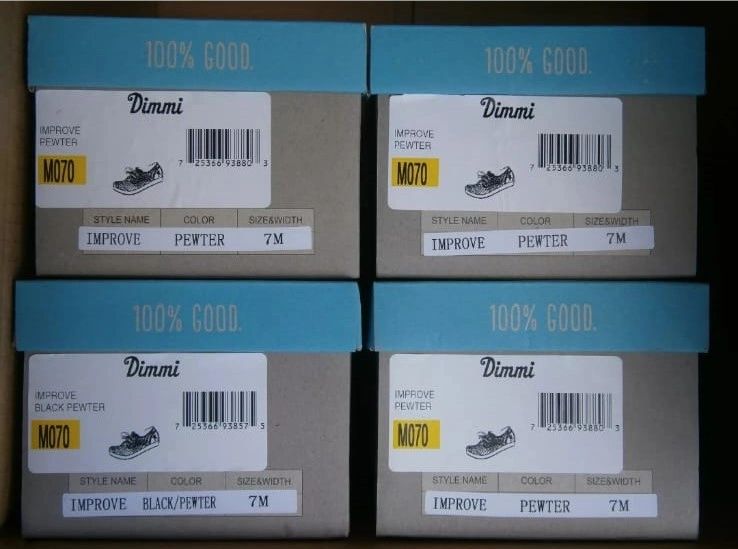 100% GOOD.
Dimmi
IMPROVE
PEWTER
M070
7 25366 93880 3
STYLE NAME COLOR SIZE&WIDTH
IMPROVE PEWTER 7M
100% GOOD.
Dimmi
IMPROVE
PEWTER
M070
7 25366 93880 3
STYLE NAME COLOR SIZE&WIDTH
IMPROVE PEWTER 7M
100% GOOD.
Dimmi
IMPROVE
BLACK PEWTER
M070
7 25366 93857 5
STYLE NAME COLOR SIZE&WIDTH
IMPROVE BLACK/PEWTER 7M
100% GOOD.
Dimmi
IMPROVE
PEWTER
M070
7 25366 93880 3
STYLE NAME COLOR SIZE&WIDTH
IMPROVE PEWTER 7M